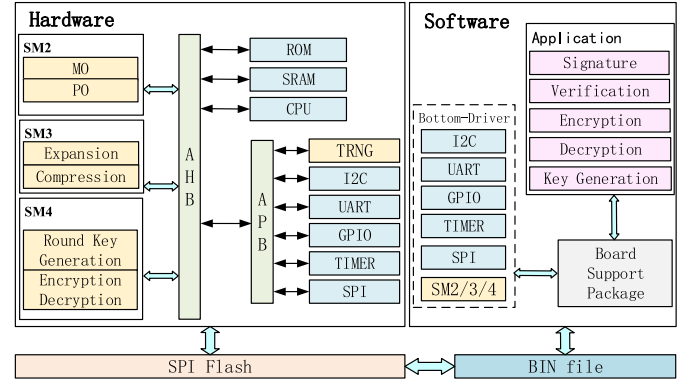 Hardware
SM2
MO
PO
SM3
Expansion
Compression
SM4
Round Key
Generation
Encryption
Decryption
AHB
ROM
SRAM
CPU
APB
TRNG
I2C
UART
GPIO
TIMER
SPI
Software
Bottom-Driver
I2C
UART
GPIO
TIMER
SPI
SM2/3/4
Application
Signature
Verification
Encryption
Decryption
Key Generation
Board
Support
Package
SPI Flash
BIN file